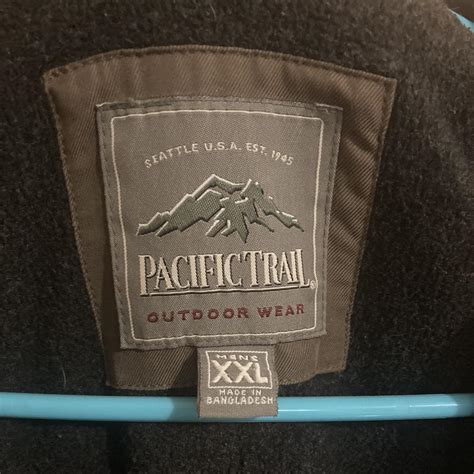 SEATTLE U.S.A. EST. 1945
PACIFIC TRAIL®
OUTDOOR WEAR
MENS
XXL
MADE IN
BANGLADESH